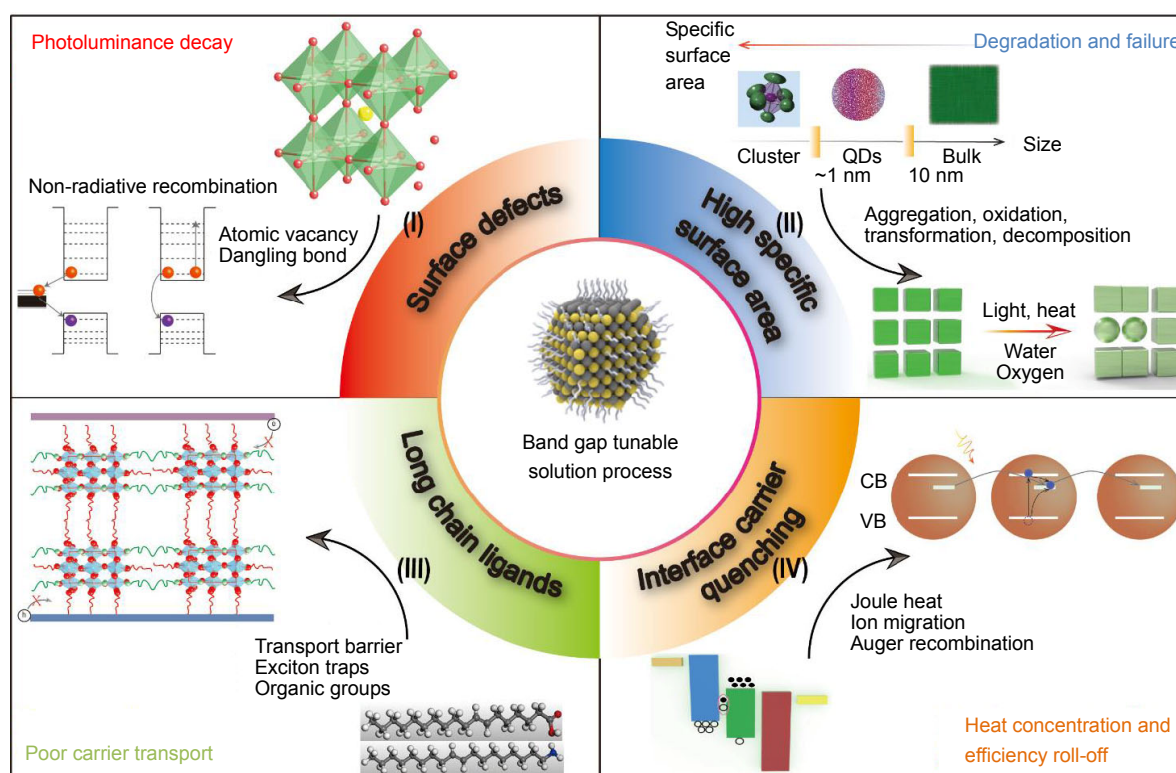 Photoluminance decay
Non-radiative recombination
Atomic vacancy
Dangling bond
(I)
Surface defects
Specific
surface
area
Degradation and failure
Cluster
QDs
Bulk
Size
~1 nm
10 nm
Aggregation, oxidation,
transformation, decomposition
(II)
High specific
surface area
Light, heat
Water
Oxygen
Band gap tunable
solution process
e
h
(III)
Long chain ligands
Transport barrier
Exciton traps
Organic groups
Poor carrier transport
Interface carrier
quenching
(IV)
CB
VB
Joule heat
Ion migration
Auger recombination
Heat concentration and
efficiency roll-off